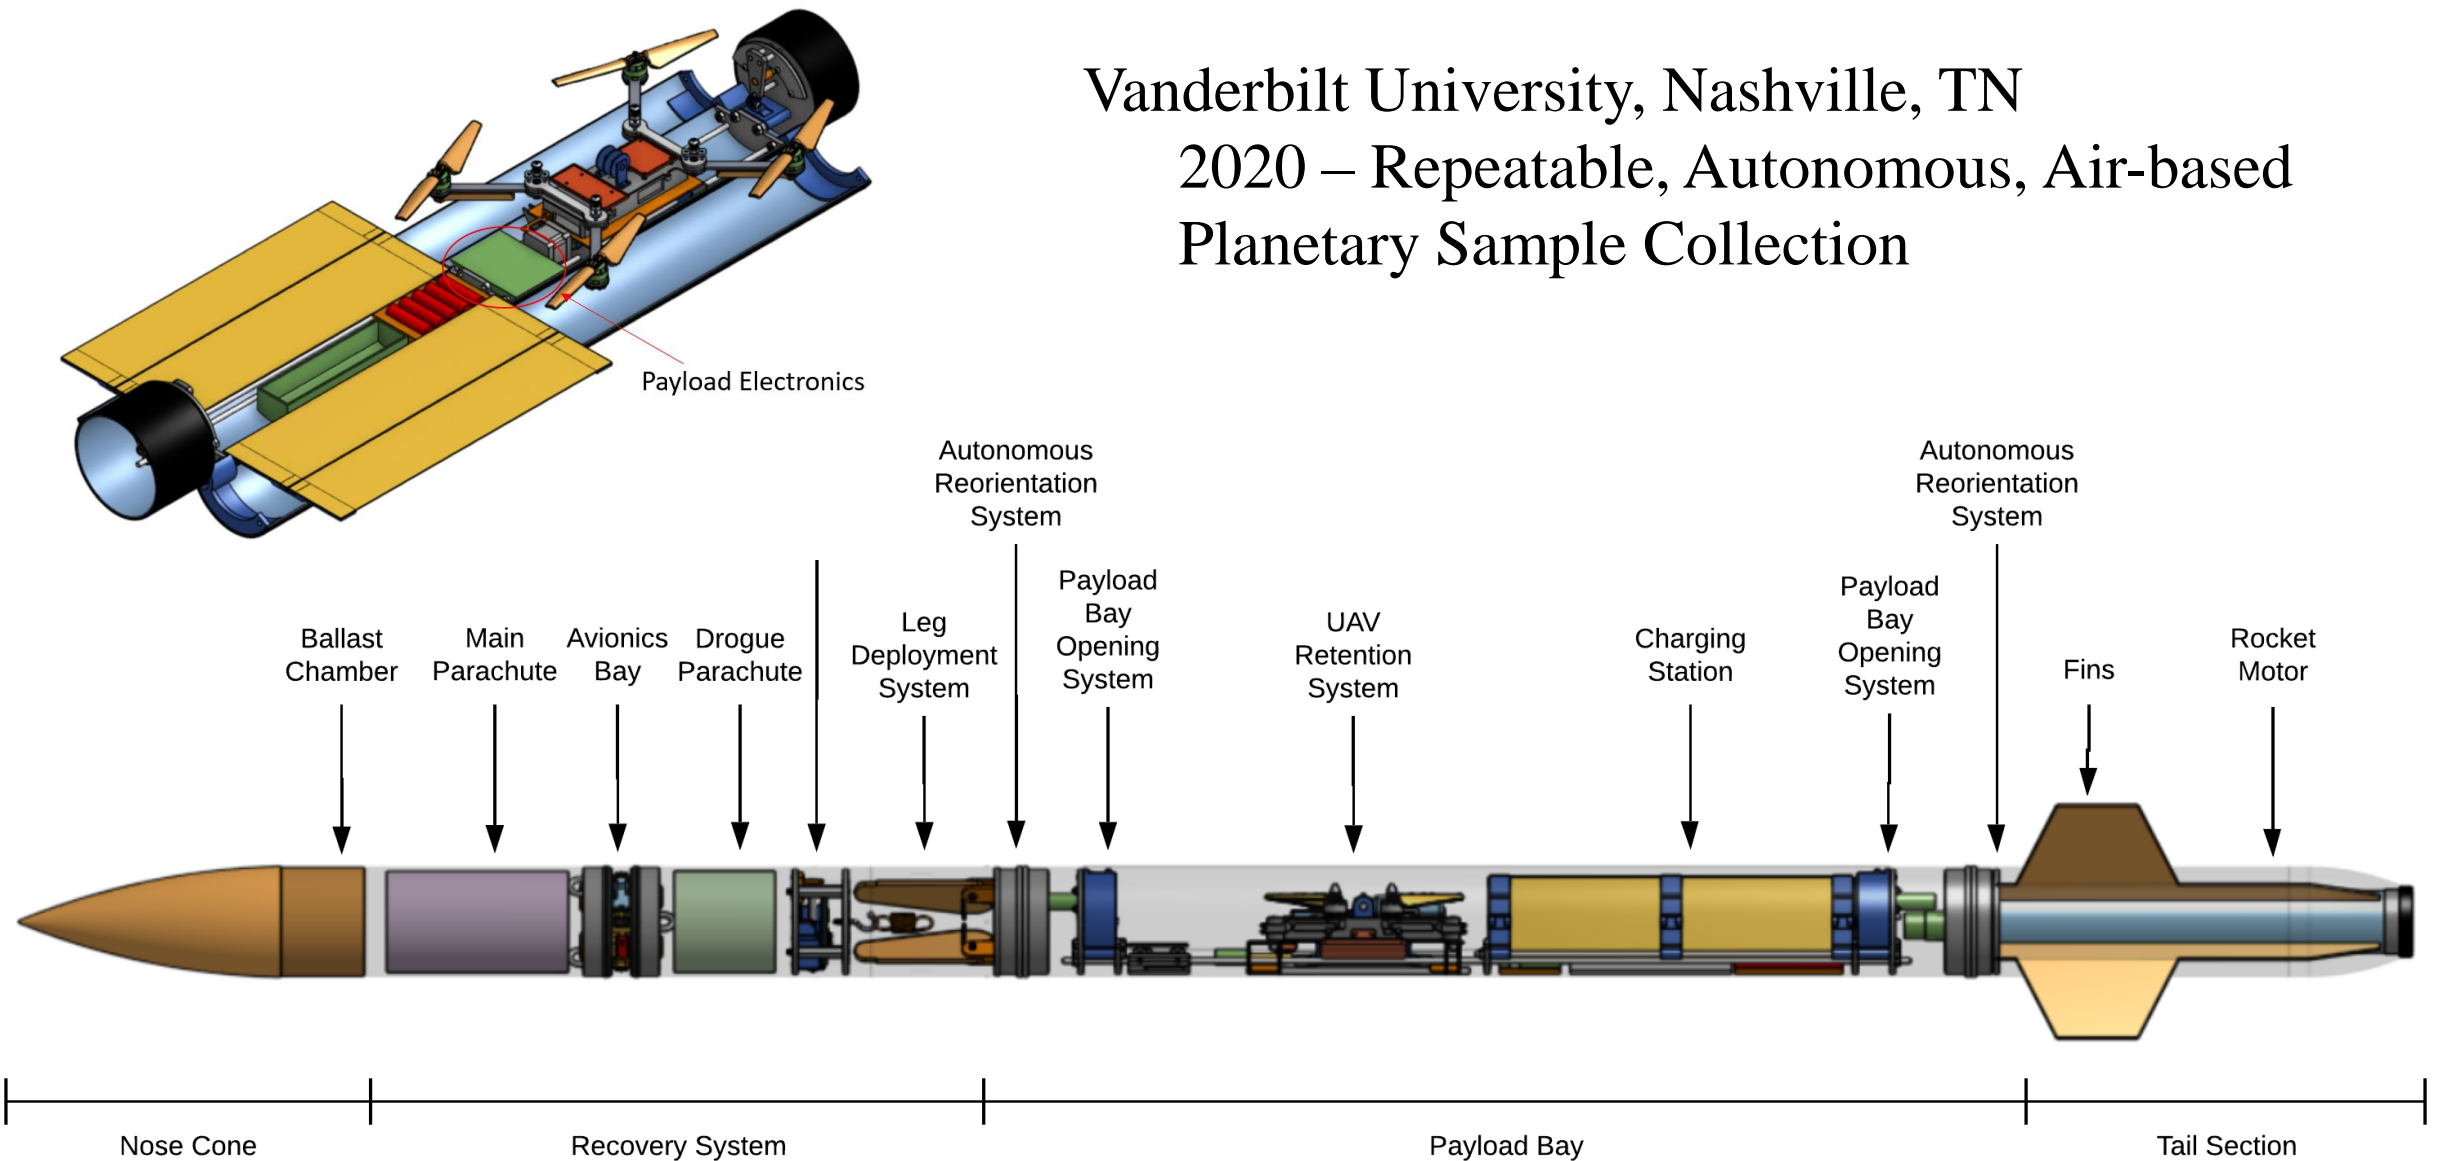 Vanderbilt University, Nashville, TN
2020 – Repeatable, Autonomous, Air-based
Planetary Sample Collection
Payload Electronics
Autonomous
Reorientation
System
Autonomous
Reorientation
System
Ballast
Chamber
Main
Parachute
Avionics
Bay
Drogue
Parachute
Leg
Deployment
System
Payload
Bay
Opening
System
UAV
Retention
System
Charging
Station
Payload
Bay
Opening
System
Fins
Rocket
Motor
Nose Cone
Recovery System
Payload Bay
Tail Section